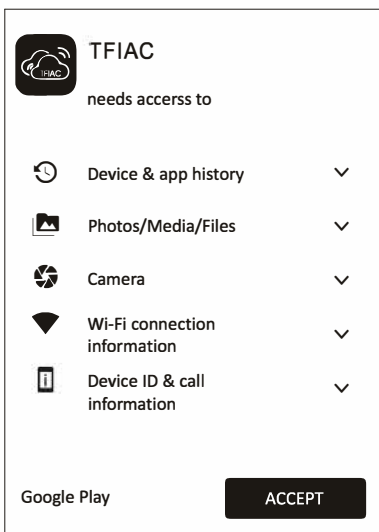 TFIAC
TFIAC
needs accerss to
Device & app history
Photos/Media/Files
Camera
Wi-Fi connection
information
Device ID & call
information
Google Play
ACCEPT